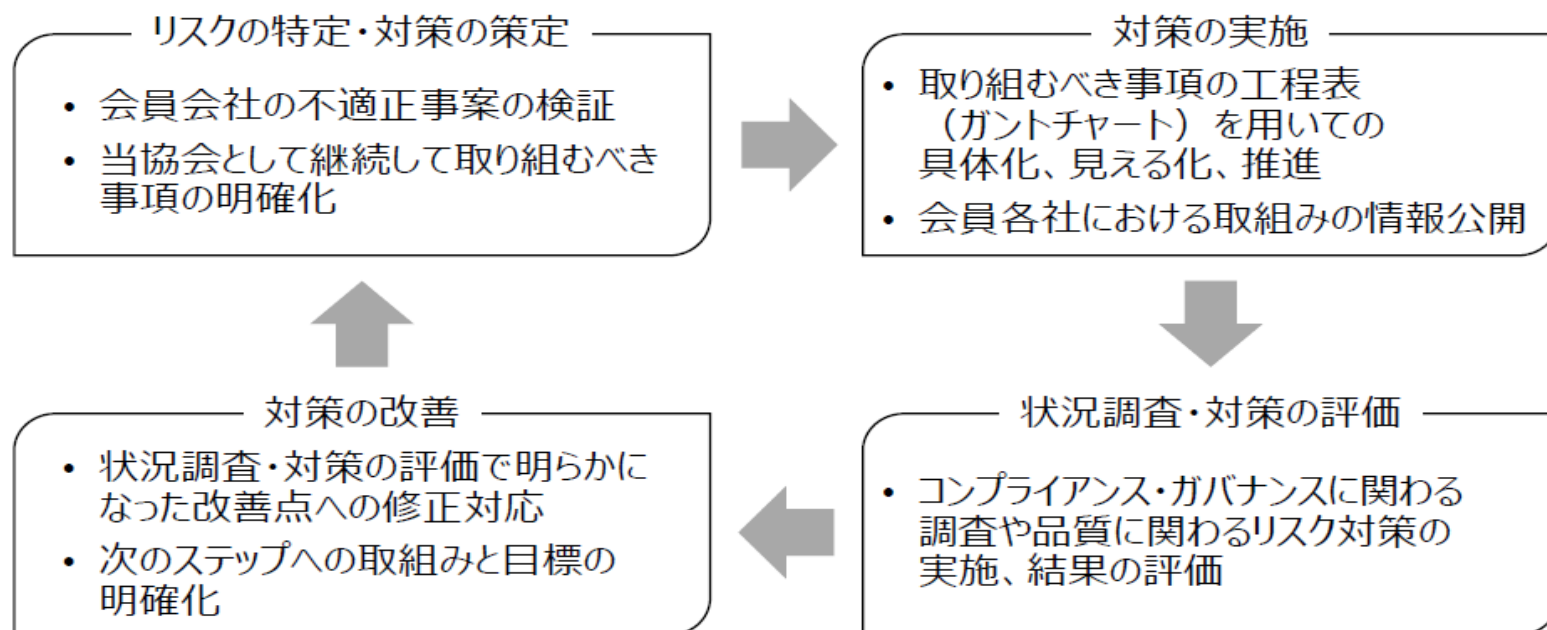 リスクの特定・対策の策定
• 会員会社の不適正事案の検証
• 当協会として継続して取り組むべき
事項の明確化
対策の実施
• 取り組むべき事項の工程表
（ガントチャート）を用いての
具体化、見える化、推進
• 会員各社における取組みの情報公開
状況調査・対策の評価
• コンプライアンス・ガバナンスに関わる
調査や品質に関わるリスク対策の
実施、結果の評価
対策の改善
• 状況調査・対策の評価で明らかに
なった改善点への修正対応
• 次のステップへの取組みと目標の
明確化